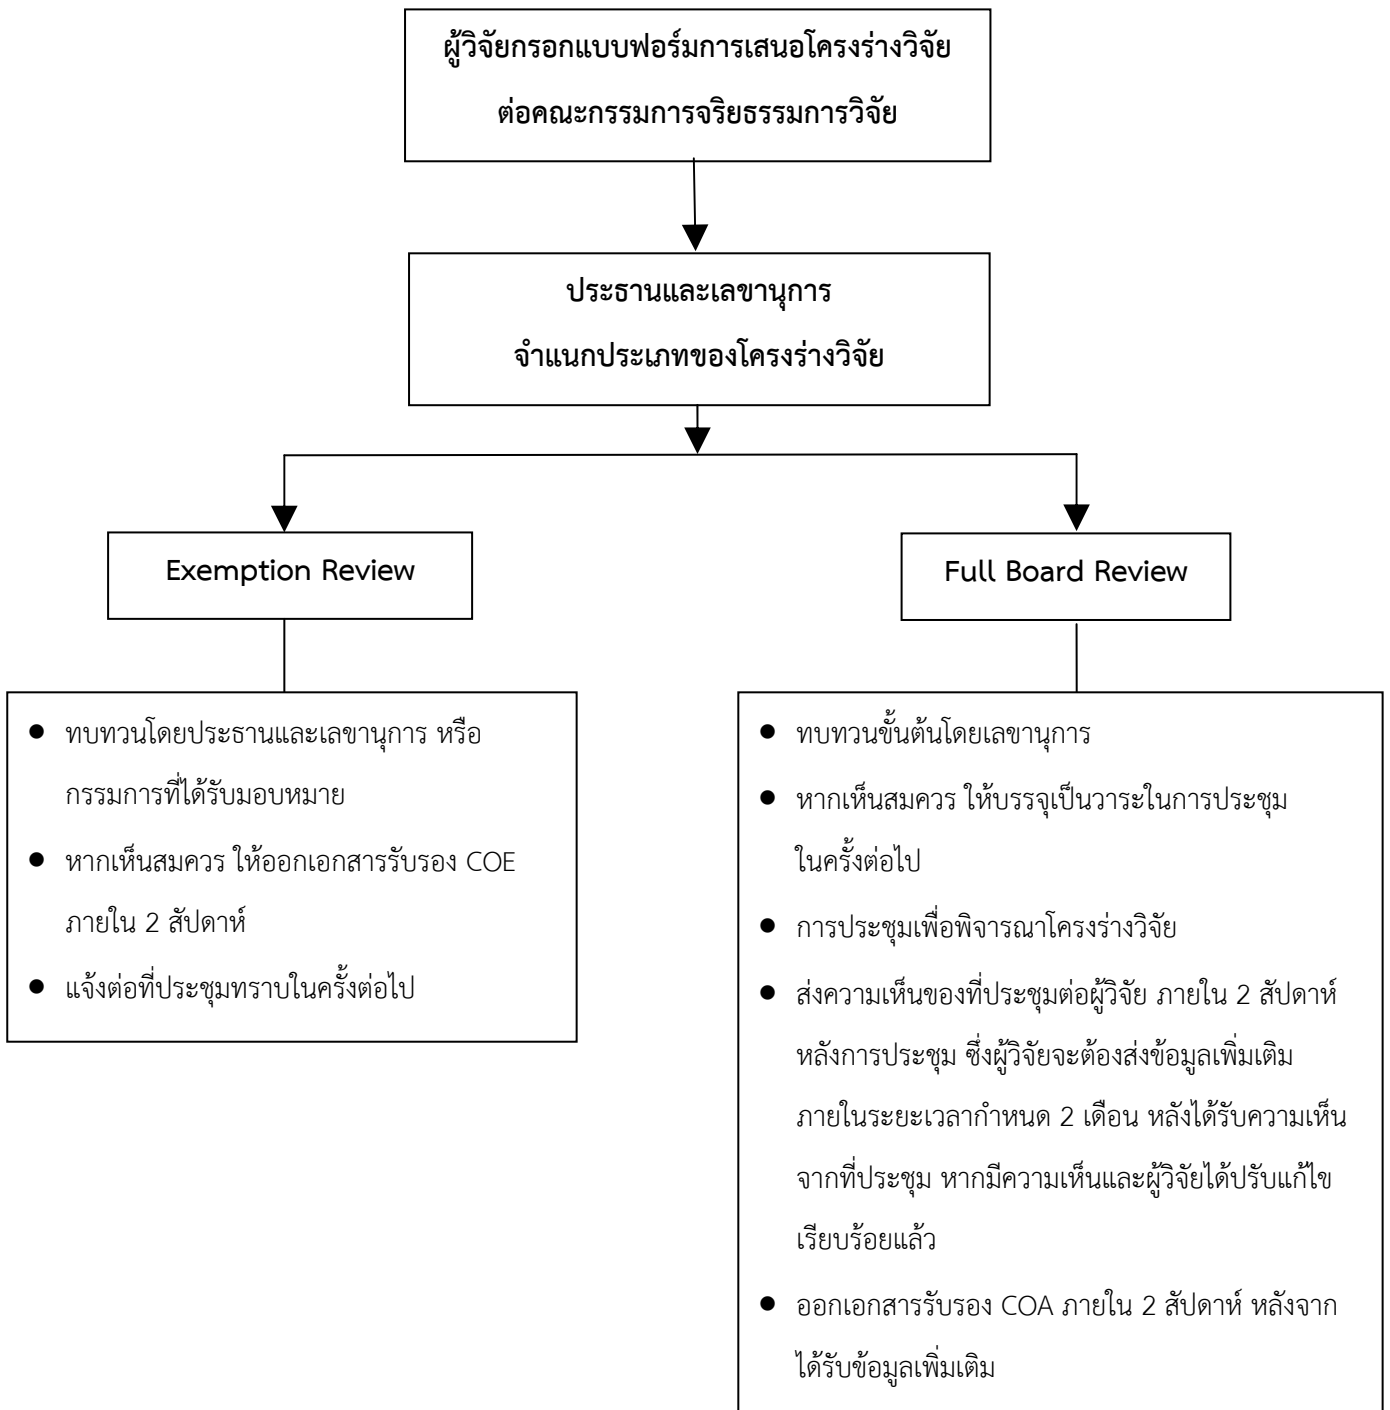 ผู้วิจัยกรอกแบบฟอร์มการเสนอโครงร่างวิจัย
ต่อคณะกรรมการจริยธรรมการวิจัย
ประธานและเลขานุการ
จำแนกประเภทของโครงร่างวิจัย
Exemption Review
● ทบทวนโดยประธานและเลขานุการ หรือ
กรรมการที่ได้รับมอบหมาย
● หากเห็นสมควร ให้ออกเอกสารรับรอง COE
ภายใน 2 สัปดาห์
● แจ้งต่อที่ประชุมทราบในครั้งต่อไป
Full Board Review
● ทบทวนขั้นต้นโดยเลขานุการ
● หากเห็นสมควร ให้บรรจุเป็นวาระในการประชุม
ในครั้งต่อไป
● การประชุมเพื่อพิจารณาโครงร่างวิจัย
● ส่งความเห็นของที่ประชุมต่อผู้วิจัย ภายใน 2 สัปดาห์
หลังการประชุม ซึ่งผู้วิจัยจะต้องส่งข้อมูลเพิ่มเติม
ภายในระยะเวลากำหนด 2 เดือน หลังได้รับความเห็น
จากที่ประชุม หากมีความเห็นและผู้วิจัยได้ปรับแก้ไข
เรียบร้อยแล้ว
● ออกเอกสารรับรอง COA ภายใน 2 สัปดาห์ หลังจาก
ได้รับข้อมูลเพิ่มเติม